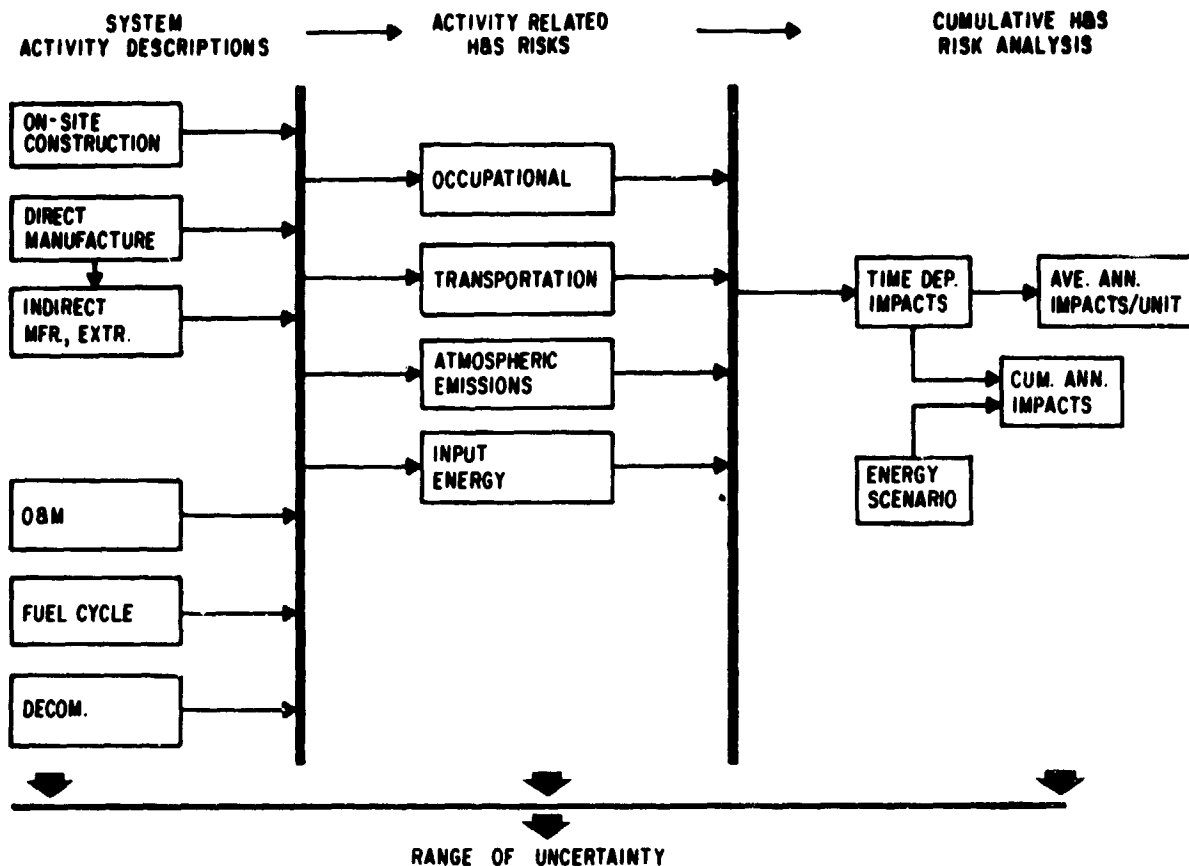 SYSTEM
ACTIVITY DESCRIPTIONS
ACTIVITY RELATED
H&S RISKS
CUMULATIVE H&S
RISK ANALYSIS
ON-SITE
CONSTRUCTION
DIRECT
MANUFACTURE
INDIRECT
MFR., EXTR.
O&M
FUEL CYCLE
DECOM.
OCCUPATIONAL
TRANSPORTATION
ATMOSPHERIC
EMISSIONS
INPUT
ENERGY
TIME DEP.
IMPACTS
AVE. ANN.
IMPACTS/UNIT
CUM. ANN.
IMPACTS
ENERGY
SCENARIO
RANGE OF UNCERTAINTY